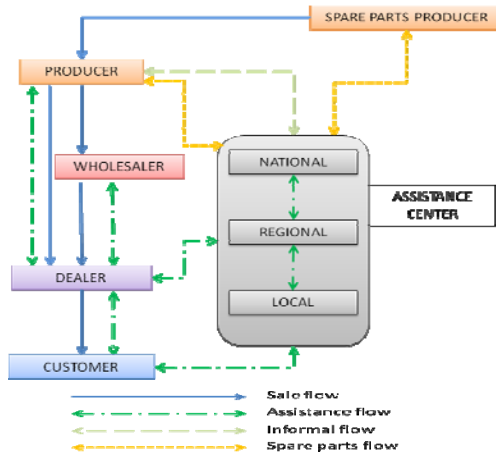 SPARE PARTS PRODUCER
PRODUCER
NATIONAL
WHOLESALER
ASSISTANCE
CENTER
REGIONAL
DEALER
LOCAL
CUSTOMER
Sale flow
Assistance flow
Informal flow
Spare parts flow